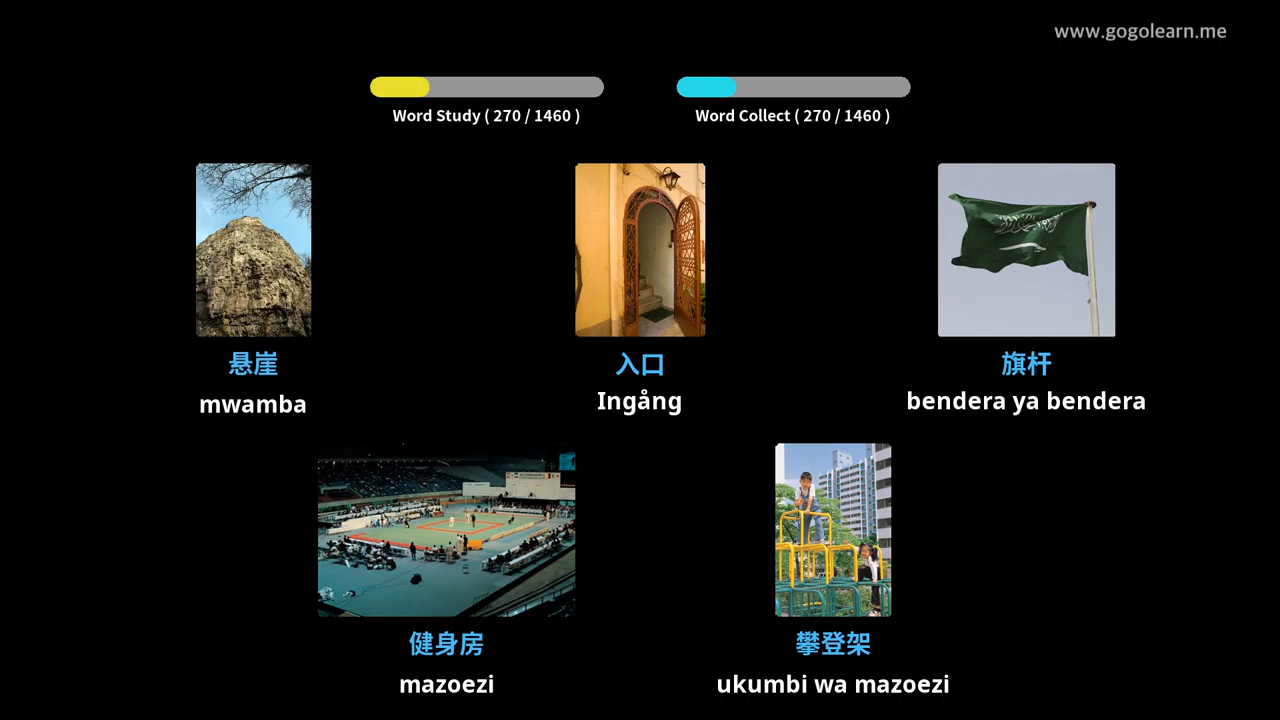 www.gogolearn.me
Word Study ( 270 / 1460 )
Word Collect ( 270 / 1460 )
悬崖
mwamba
入口
Ingång
旗杆
bendera ya bendera
健身房
mazoezi
攀登架
ukumbi wa mazoezi